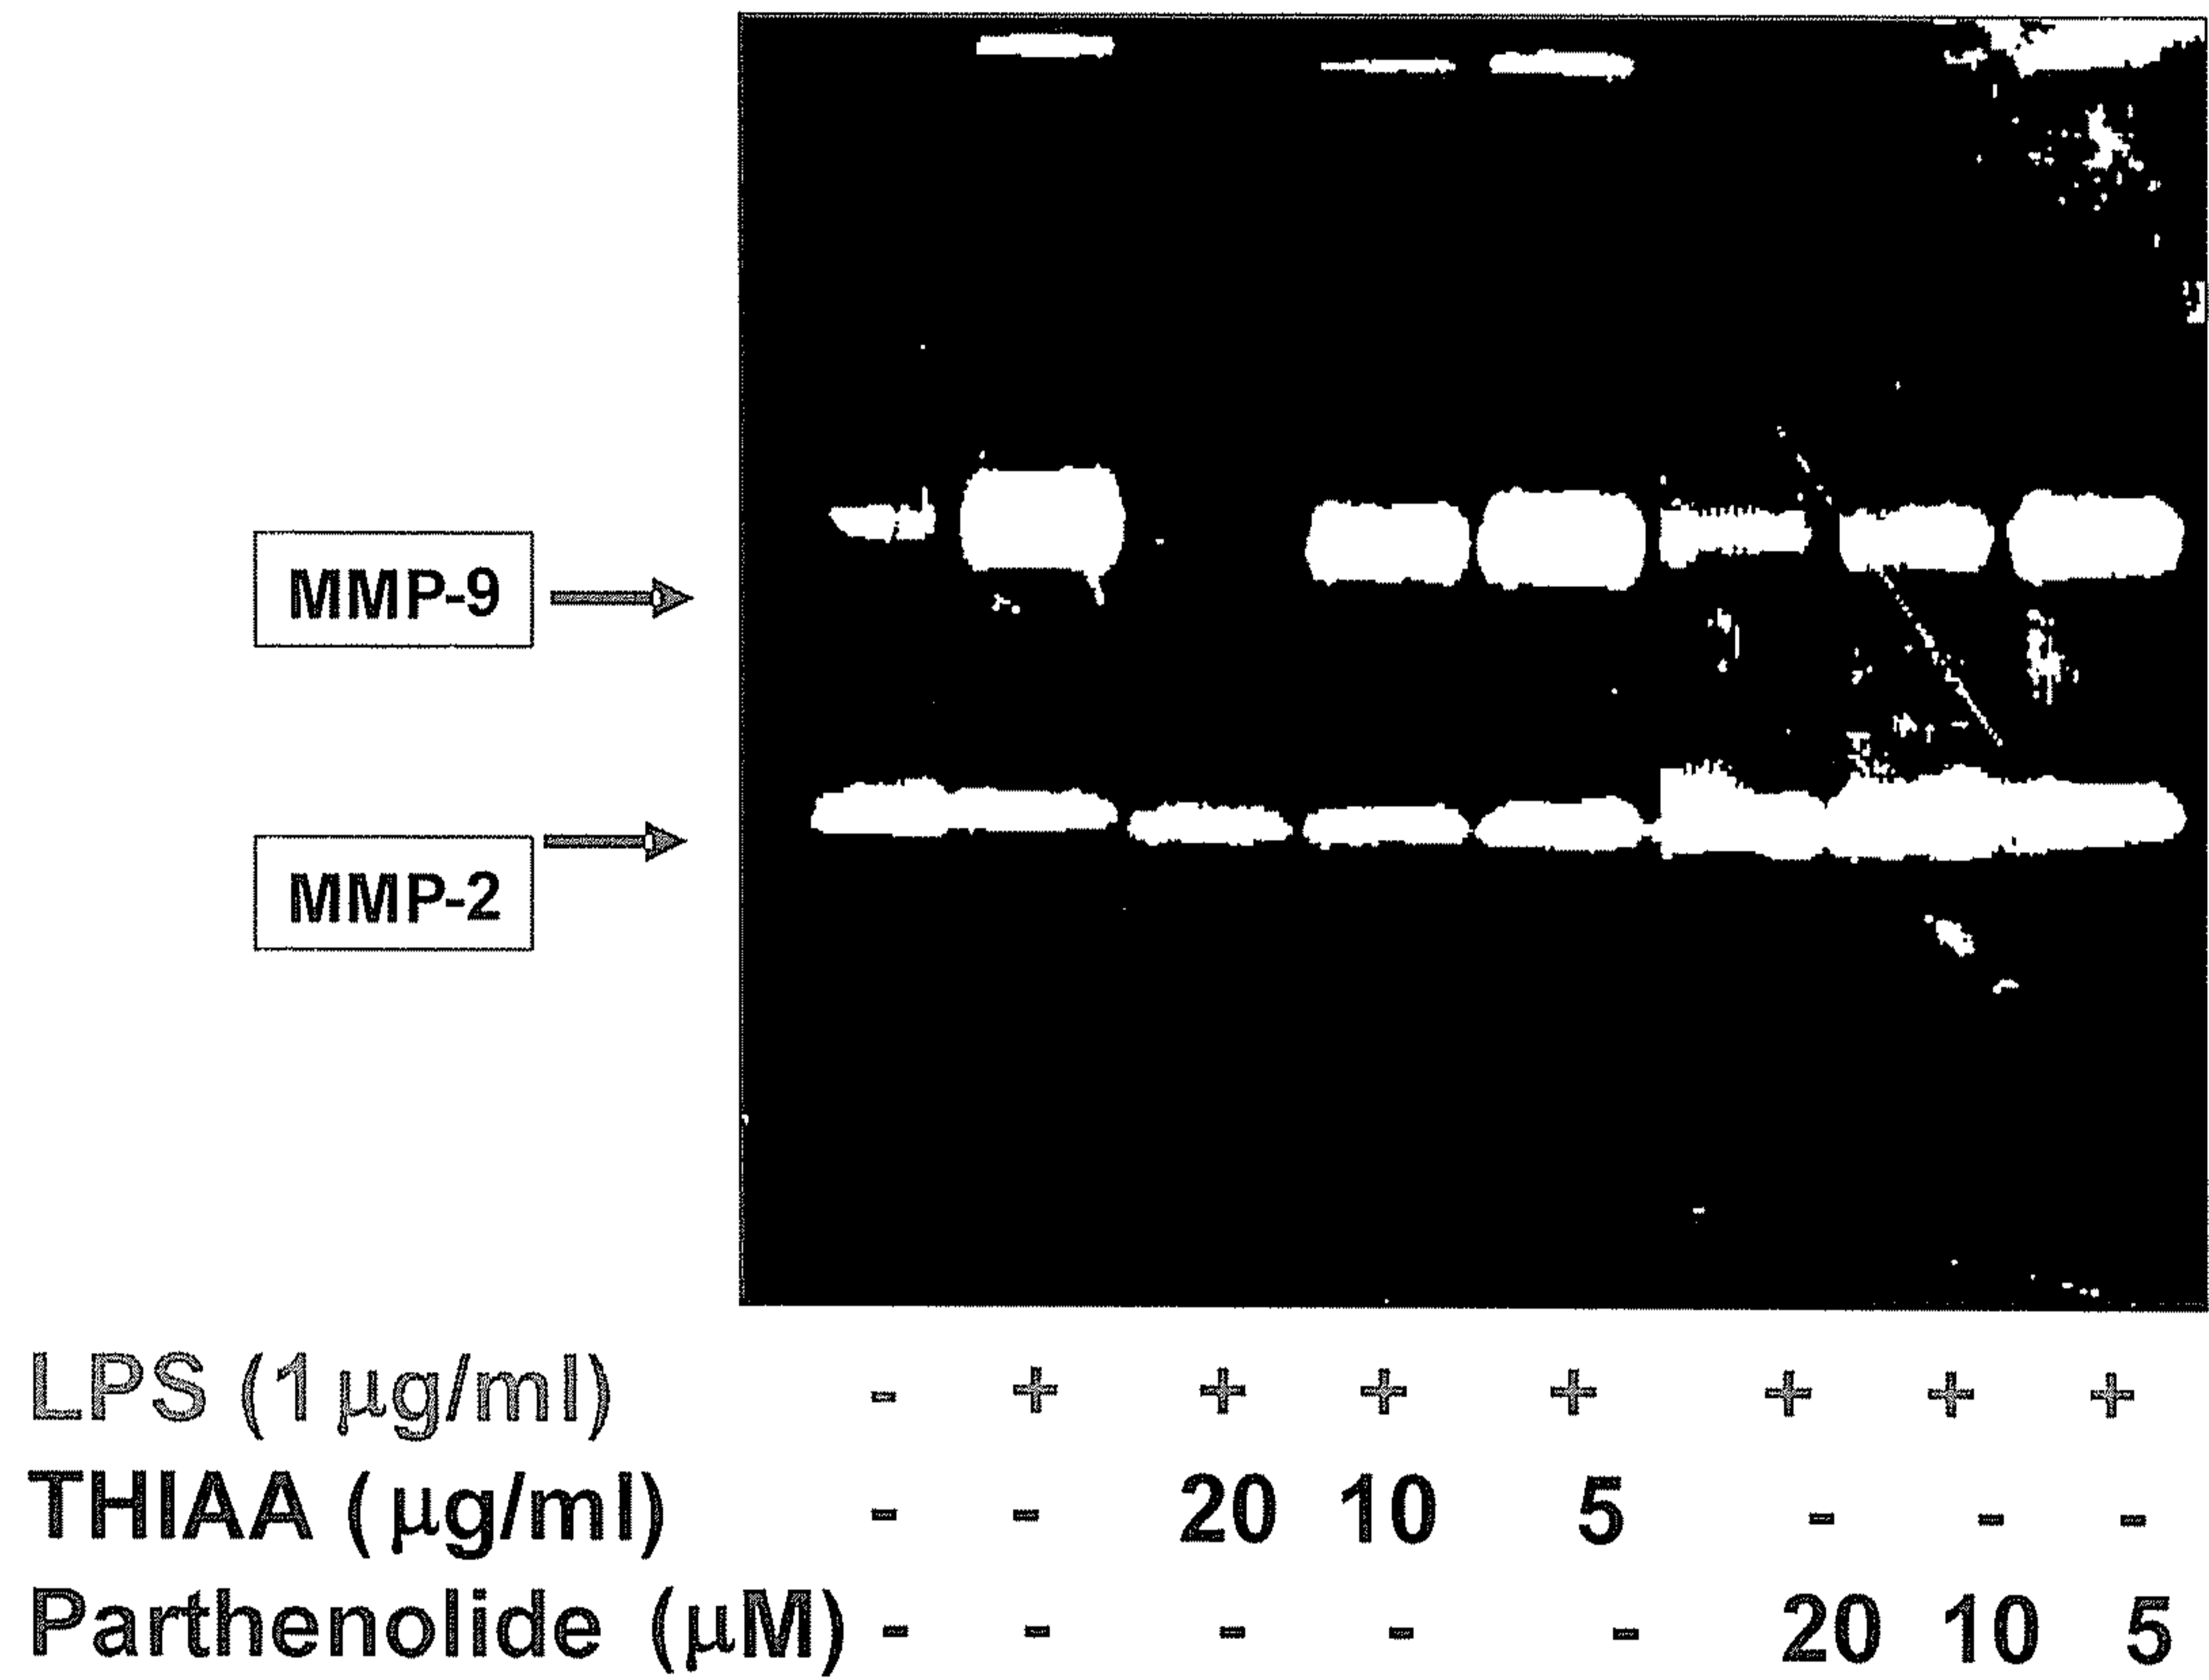 MMP-9
MMP-2
LPS (1 μg/ml) - + + + + + + +
THIAA (μg/ml) - - 20 10 5 - - -
Parthenolide (μM) - - - - - 20 10 5